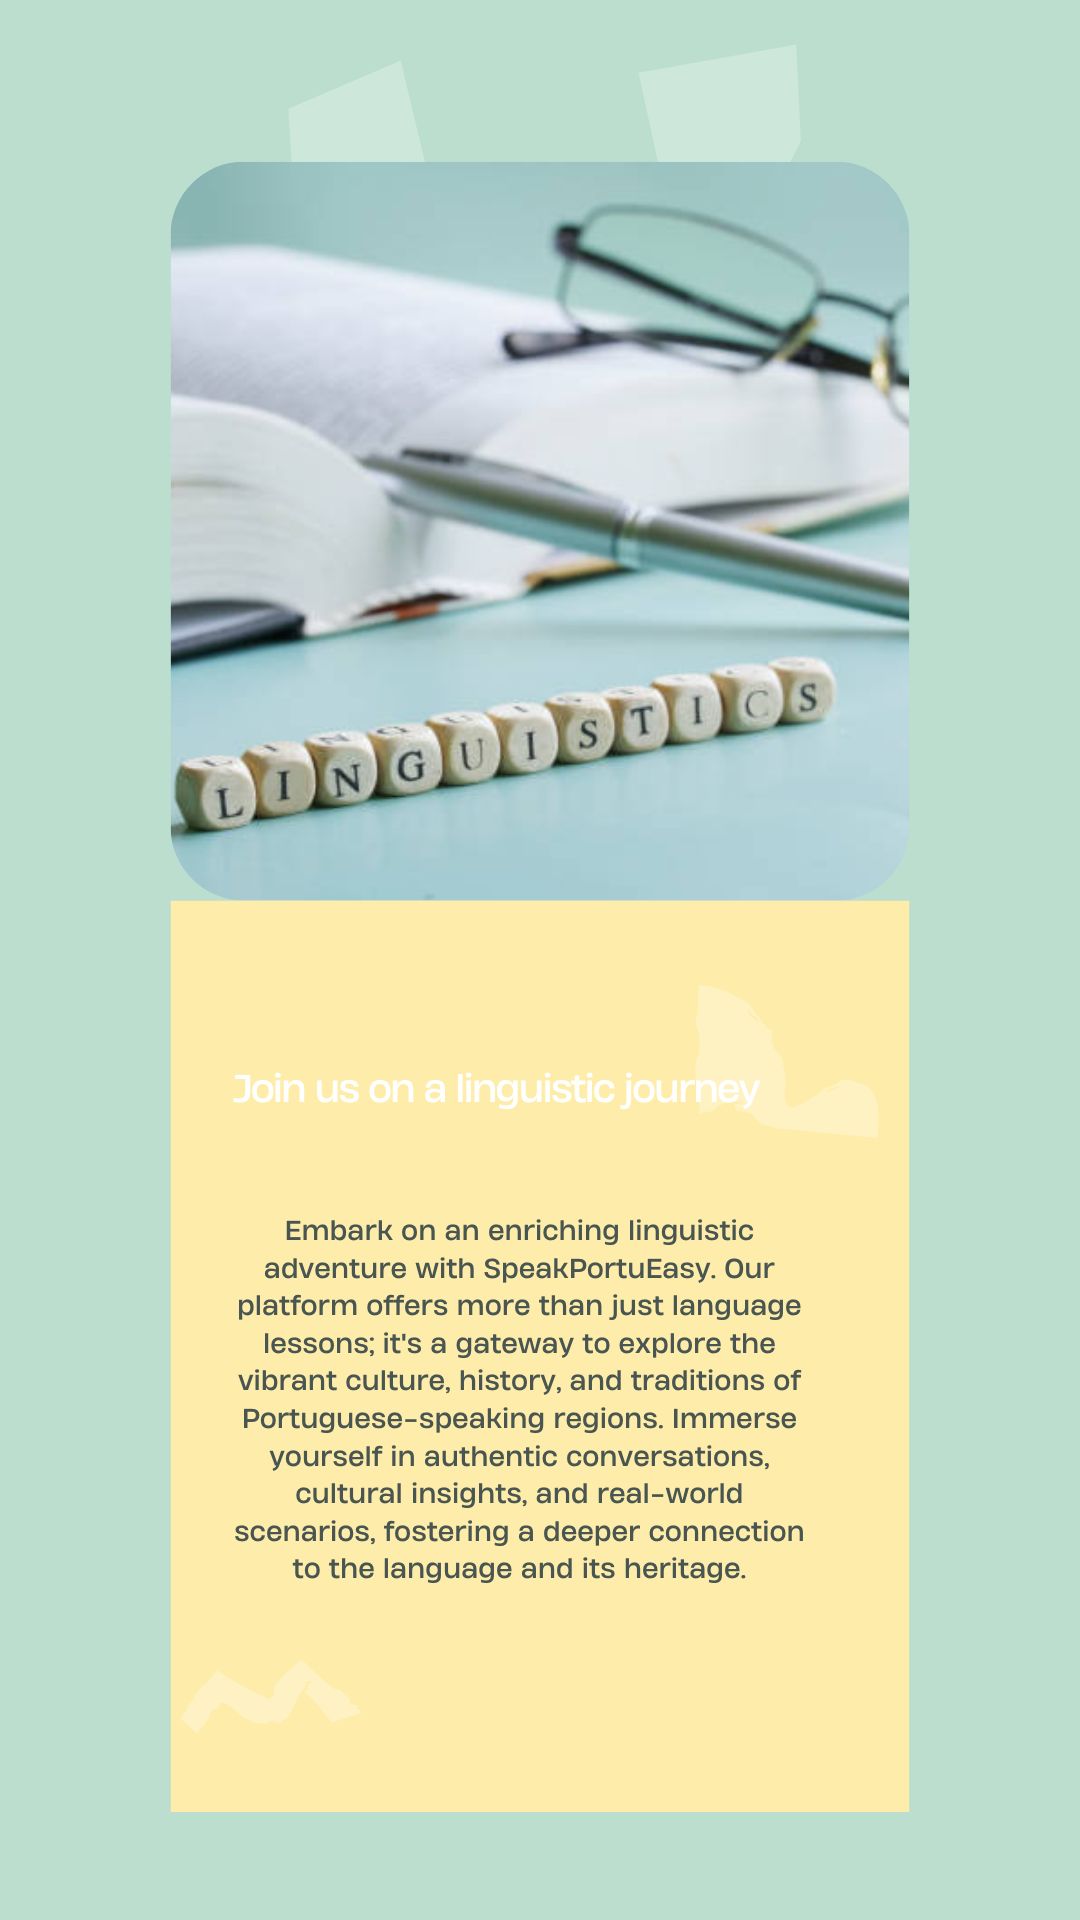 LINGUISTICS
Join us on a linguistic journey
Embark on an enriching linguistic
adventure with SpeakPortuEasy. Our
platform offers more than just language
lessons; it's a gateway to explore the
vibrant culture, history, and traditions of
Portuguese-speaking regions. Immerse
yourself in authentic conversations,
cultural insights, and real-world
scenarios, fostering a deeper connection
to the language and its heritage.